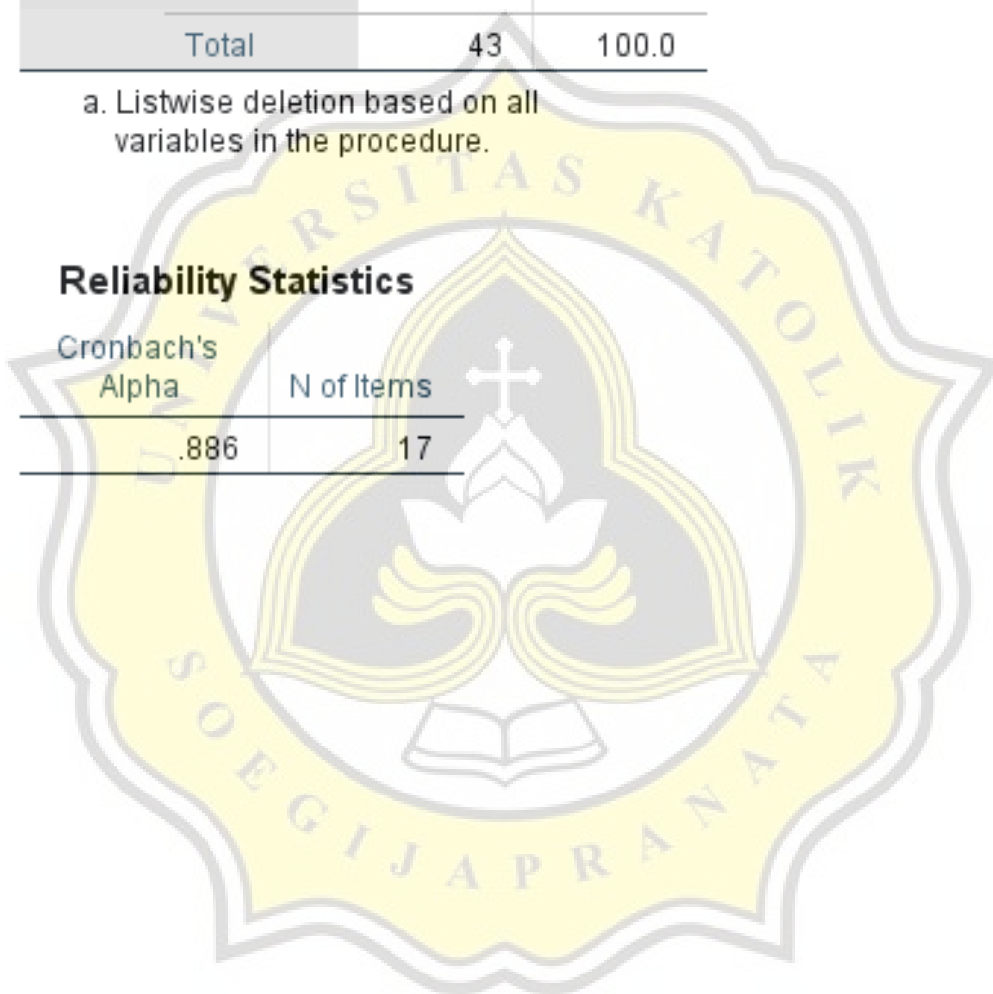 Total 43 100.0
a. Listwise deletion based on all
variables in the procedure.
Reliability Statistics
Cronbach's
Alpha N of Items
.886 17
UNIVERSITAS KATOLIK
SOEGIJAPRANATA